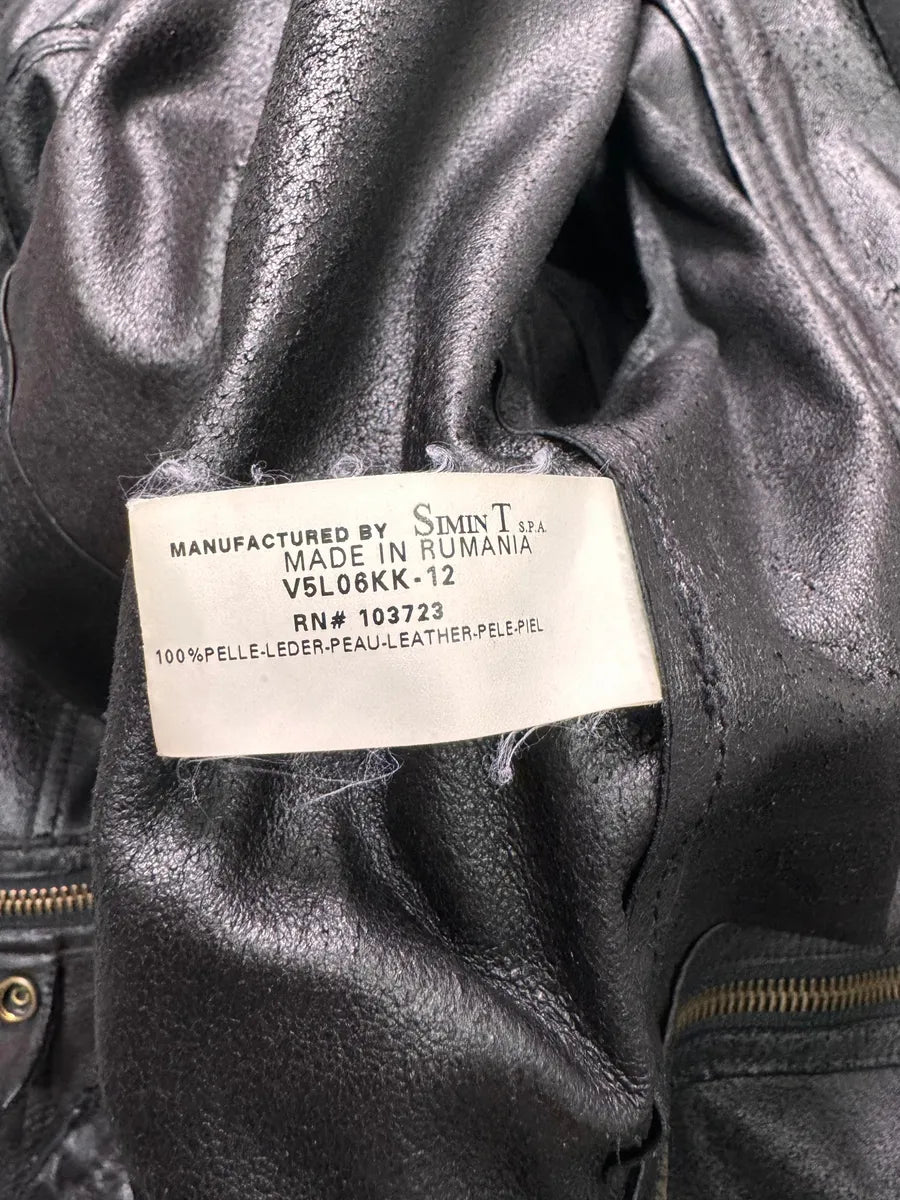 MANUFACTURED BY SIMIN T S.P.A.
MADE IN RUMANIA
V5L06KK-12
RN# 103723
100%PELLE-LEDER-PEAU-LEATHER-PELE-PIEL